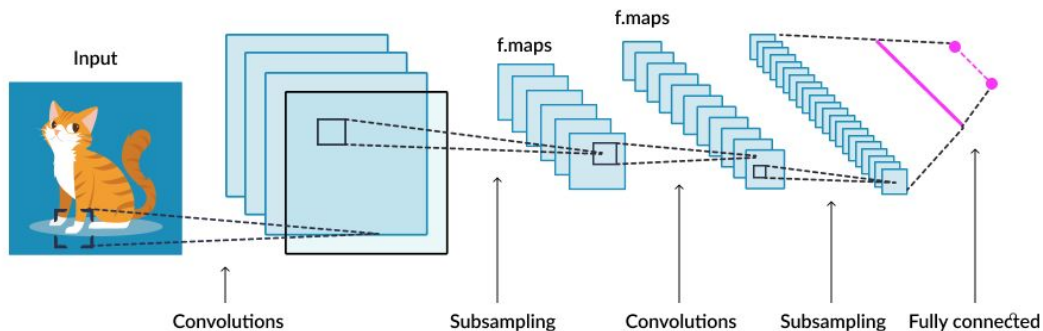 f.maps
f.maps
Input
Convolutions
Subsampling
Convolutions
Subsampling
Fully connected